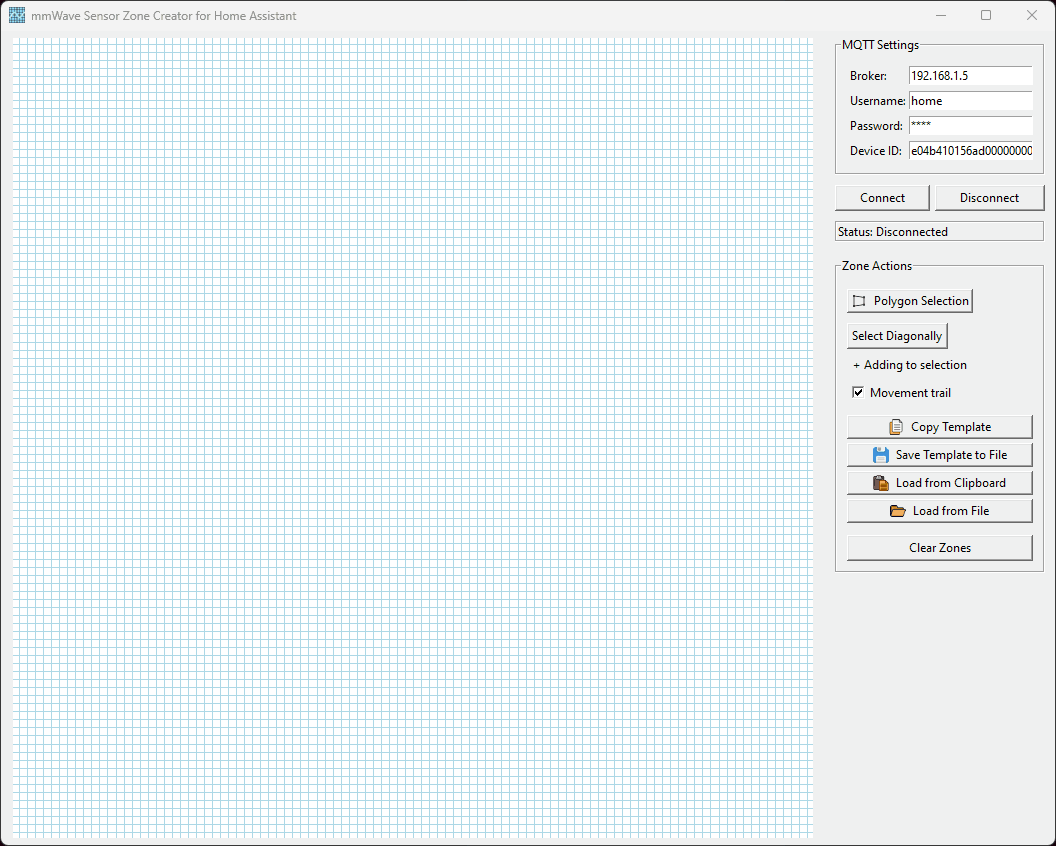 mmWave Sensor Zone Creator for Home Assistant
MQTT Settings
Broker: 192.168.1.5
Username: home
Password: ****
Device ID: e04b410156ad00000000
Connect Disconnect
Status: Disconnected
Zone Actions
Polygon Selection
Select Diagonally
+ Adding to selection
Movement trail
Copy Template
Save Template to File
Load from Clipboard
Load from File
Clear Zones